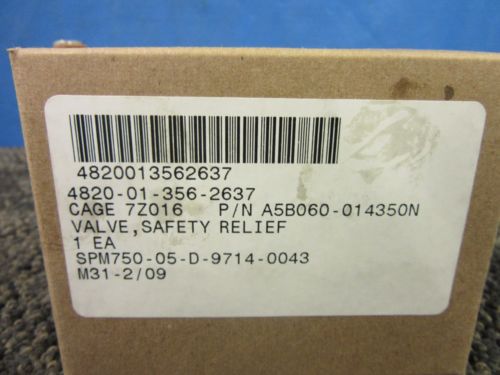 4820013562637
4820-01-356-2637
CAGE 7Z016 P/N A5B060-014350N
VALVE,SAFETY RELIEF
1 EA
SPM750-05-D-9714-0043
M31-2/09